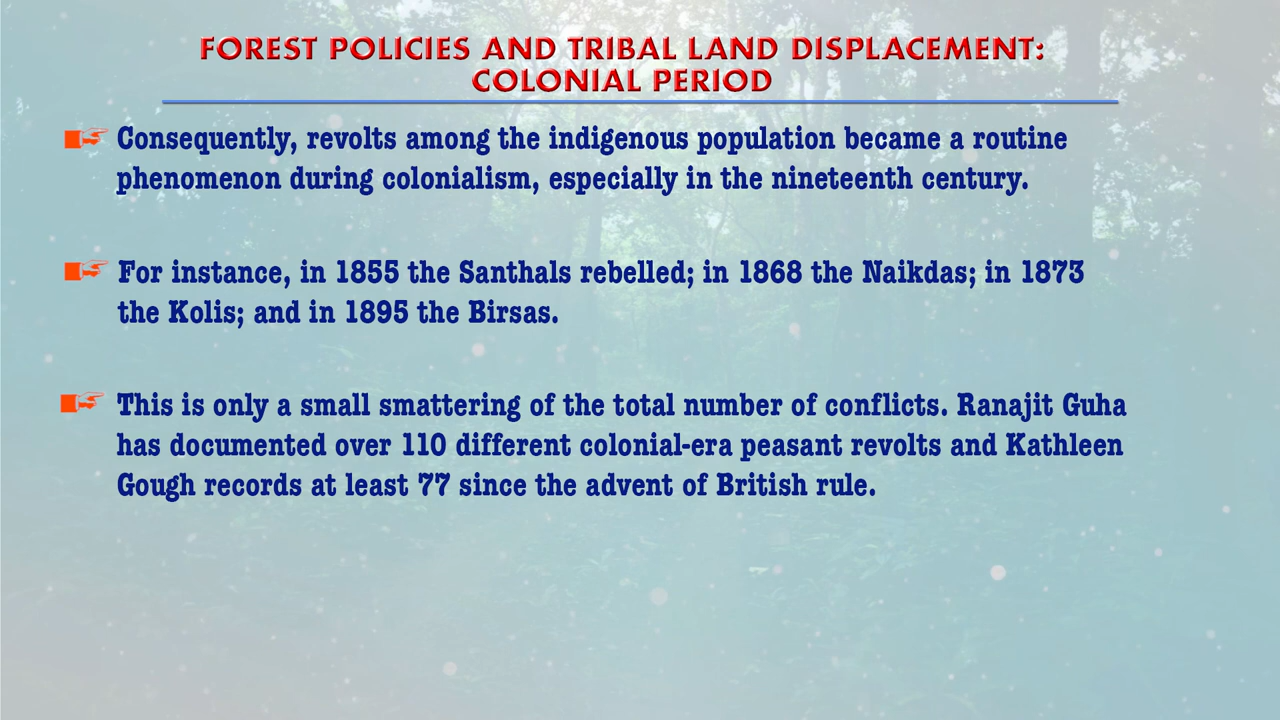 FOREST POLICIES AND TRIBAL LAND DISPLACEMENT:
COLONIAL PERIOD
Consequently, revolts among the indigenous population became a routine
phenomenon during colonialism, especially in the nineteenth century.
For instance, in 1855 the Santhals rebelled; in 1868 the Naikdas; in 1873
the Kolis; and in 1895 the Birsas.
This is only a small smattering of the total number of conflicts. Ranajit Guha
has documented over 110 different colonial-era peasant revolts and Kathleen
Gough records at least 77 since the advent of British rule.